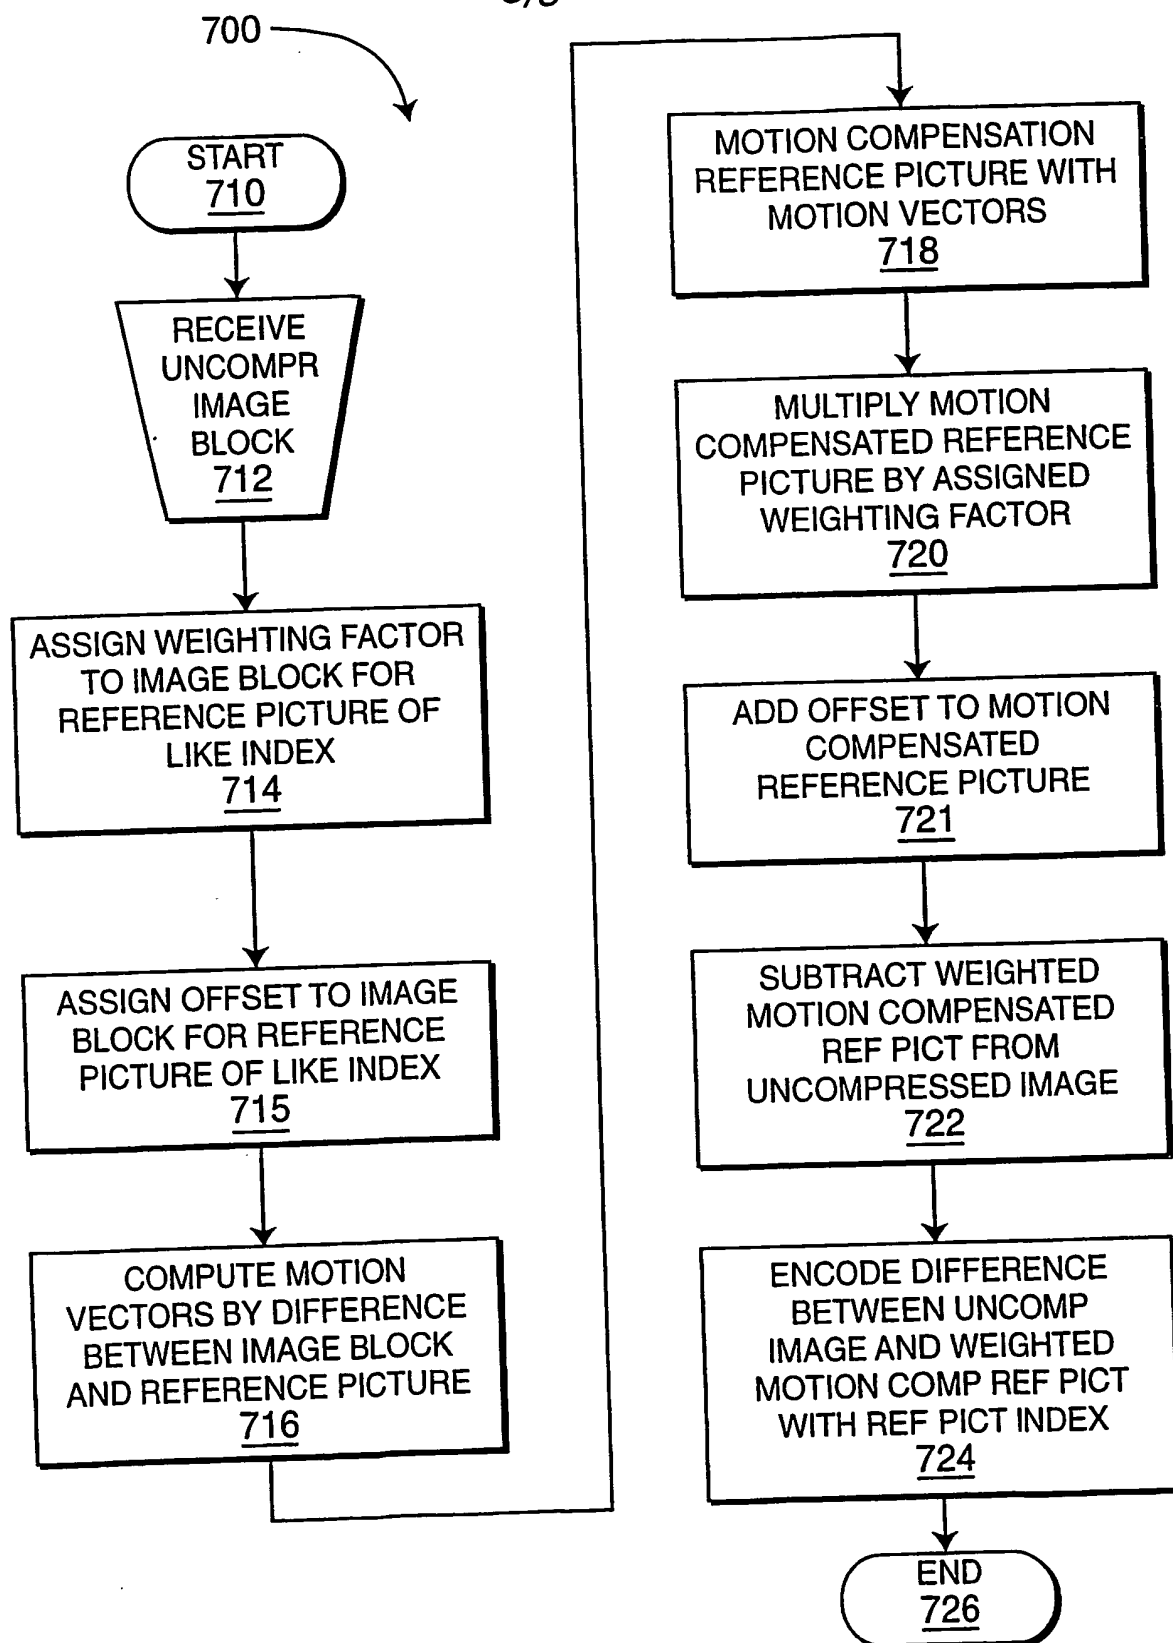 700
START
710
RECEIVE
UNCOMPR
IMAGE
BLOCK
712
ASSIGN WEIGHTING FACTOR
TO IMAGE BLOCK FOR
REFERENCE PICTURE OF
LIKE INDEX
714
ASSIGN OFFSET TO IMAGE
BLOCK FOR REFERENCE
PICTURE OF LIKE INDEX
715
COMPUTE MOTION
VECTORS BY DIFFERENCE
BETWEEN IMAGE BLOCK
AND REFERENCE PICTURE
716
MOTION COMPENSATION
REFERENCE PICTURE WITH
MOTION VECTORS
718
MULTIPLY MOTION
COMPENSATED REFERENCE
PICTURE BY ASSIGNED
WEIGHTING FACTOR
720
ADD OFFSET TO MOTION
COMPENSATED
REFERENCE PICTURE
721
SUBTRACT WEIGHTED
MOTION COMPENSATED
REF PICT FROM
UNCOMPRESSED IMAGE
722
ENCODE DIFFERENCE
BETWEEN UNCOMP
IMAGE AND WEIGHTED
MOTION COMP REF PICT
WITH REF PICT INDEX
724
END
726